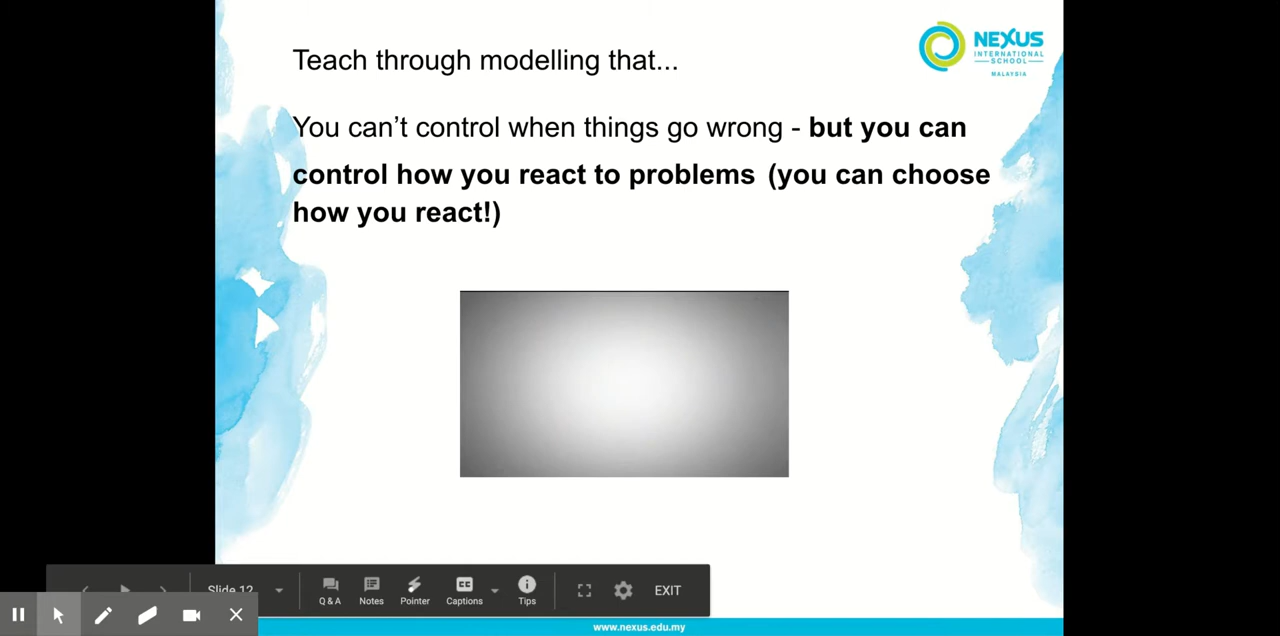 Teach through modelling that...
NEXUS
INTERNATIONAL
SCHOOL
MALAYSIA
You can't control when things go wrong - but you can
control how you react to problems (you can choose
how you react!)
Slide 12
Q & A
Notes
Pointer
CC
Captions
Tips
EXIT
www.nexus.edu.my